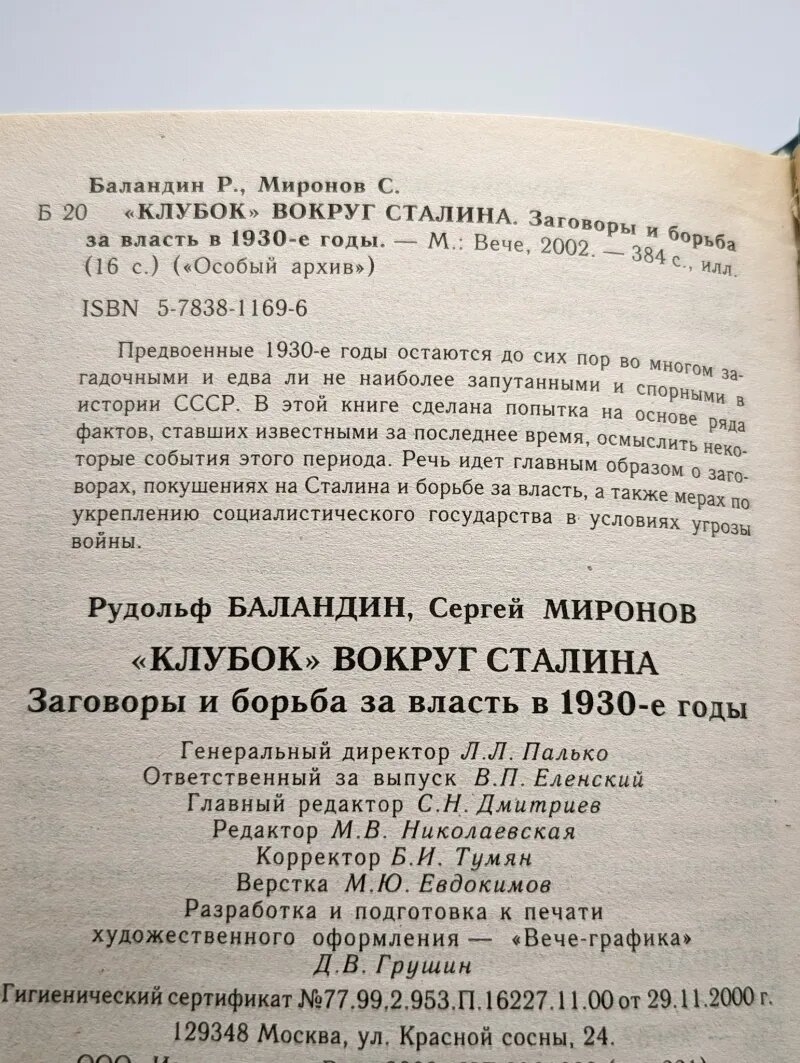 Баландин Р., Миронов С.
Б 20 «КЛУБОК» ВОКРУГ СТАЛИНА. Заговоры и борьба
за власть в 1930-е годы. — М.: Вече, 2002. — 384 с., илл.
(16 с.) («Особый архив»)
ISBN 5-7838-1169-6
Предвоенные 1930-е годы остаются до сих пор во многом за-
гадочными и едва ли не наиболее запутанными и спорными в
истории СССР. В этой книге сделана попытка на основе ряда
фактов, ставших известными за последнее время, осмыслить неко-
торые события этого периода. Речь идет главным образом о заго-
ворах, покушениях на Сталина и борьбе за власть, а также мерах по
укреплению социалистического государства в условиях угрозы
войны.
Рудольф БАЛАНДИН, Сергей МИРОНОВ
«КЛУБОК» ВОКРУГ СТАЛИНА
Заговоры и борьба за власть в 1930-е годы
Генеральный директор Л.Л. Палько
Ответственный за выпуск В.П. Еленский
Главный редактор С.Н. Дмитриев
Редактор М.В. Николаевская
Корректор Б.И. Тумян
Верстка М.Ю. Евдокимов
Разработка и подготовка к печати
художественного оформления — «Вече-графика»
Д.В. Грушин
Гигиенический сертификат №77.99.2.953.П.16227.11.00 от 29.11.2000 г.
129348 Москва, ул. Красной сосны, 24.